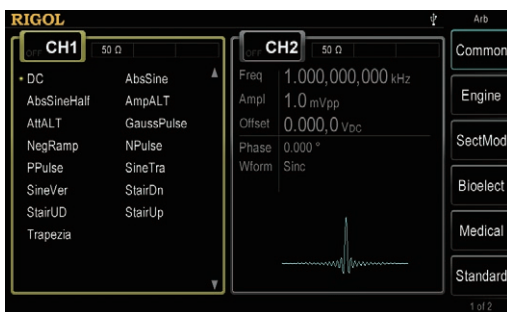 RIGOL Arb
OFF CH1 50 Ω
DC AbsSine
AbsSineHalf AmpALT
AttALT GaussPulse
NegRamp NPulse
PPulse SineTra
SineVer StairDn
StairUD StairUp
Trapezia
OFF CH2 50 Ω
Freq 1.000,000,000 kHz
Ampl 1.0 mVpp
Offset 0.000,0 VDC
Phase 0.000 °
Wform Sinc
Common
Engine
SectMod
Bioelect
Medical
Standard
1 of 2